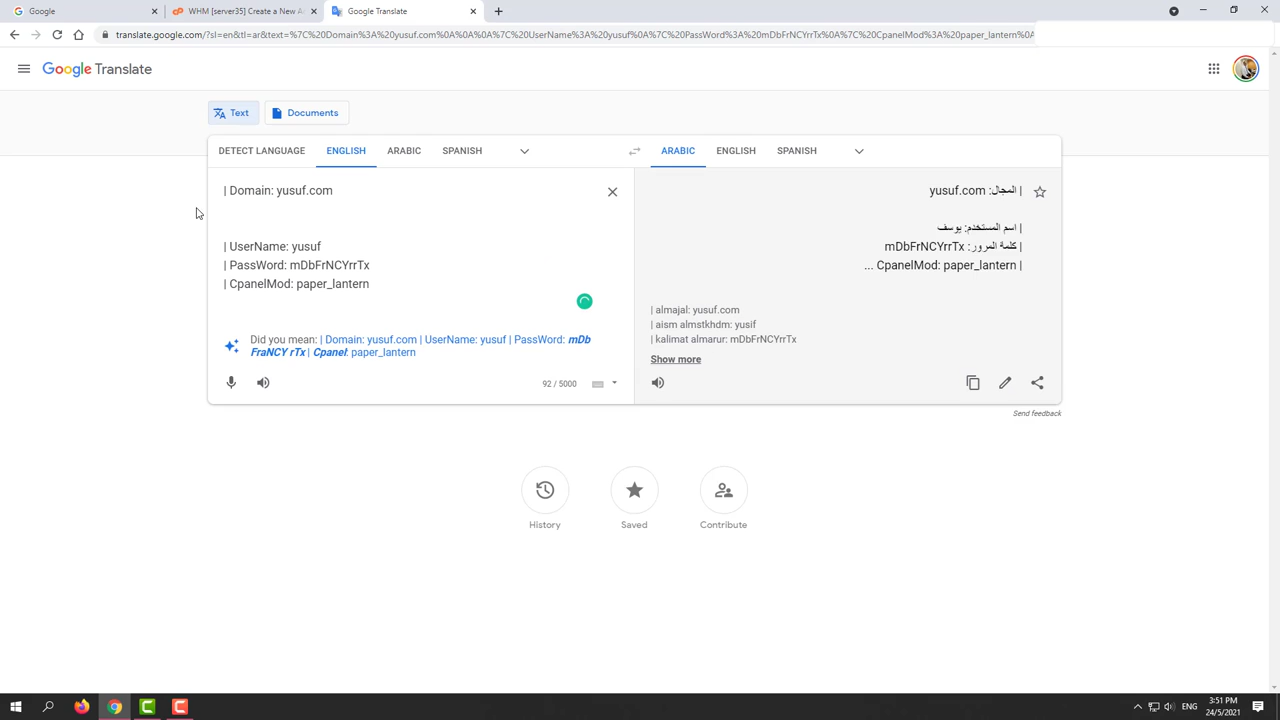 Google
WHM [server35] Create a New A
Google Translate
translate.google.com/?sl=en&tl=ar&text=%7C%20Domain%3A%20yusuf.com%0A%0A%0A%7C%20UserName%3A%20yusuf%0A%7C%20PassWord%3A%20mDbFrNCYrrTx%0A%7C%20CpanelMod%3A%20paper_lantern%0A
Google Translate
Text
Documents
DETECT LANGUAGE ENGLISH ARABIC SPANISH
ARABIC ENGLISH SPANISH
| Domain: yusuf.com
| UserName: yusuf
| PassWord: mDbFrNCYrrTx
| CpanelMod: paper_lantern
Did you mean: | Domain: yusuf.com | UserName: yusuf | PassWord: mDb
FraNCY rTx | Cpanel: paper_lantern
92 / 5000
| المجال: yusuf.com
| اسم المستخدم: يوسف
| كلمة المرور: mDbFrNCYrrTx
| CpanelMod: paper_lantern ...
| almajal: yusuf.com
| aism almstkhdm: yusif
| kalimat almarur: mDbFrNCYrrTx
Show more
Send feedback
History
Saved
Contribute
ENG
3:51 PM
24/5/2021